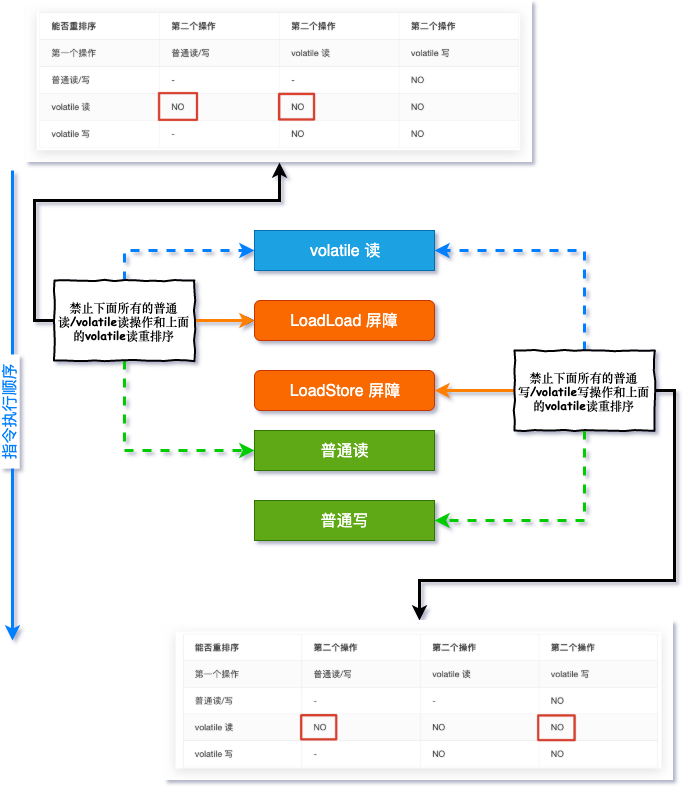 能否重排序 第二个操作 第二个操作 第二个操作
第一个操作 普通读/写 volatile 读 volatile 写
普通读/写 - - NO
volatile 读 NO NO NO
volatile 写 - NO NO
volatile 读
禁止下面所有的普通
读/volatile读操作和上面
的volatile读重排序
LoadLoad 屏障
指令执行顺序
LoadStore 屏障
禁止下面所有的普通
写/volatile写操作和上面
的volatile读重排序
普通读
普通写
能否重排序 第二个操作 第二个操作 第二个操作
第一个操作 普通读/写 volatile 读 volatile 写
普通读/写 - - NO
volatile 读 NO NO NO
volatile 写 - NO NO